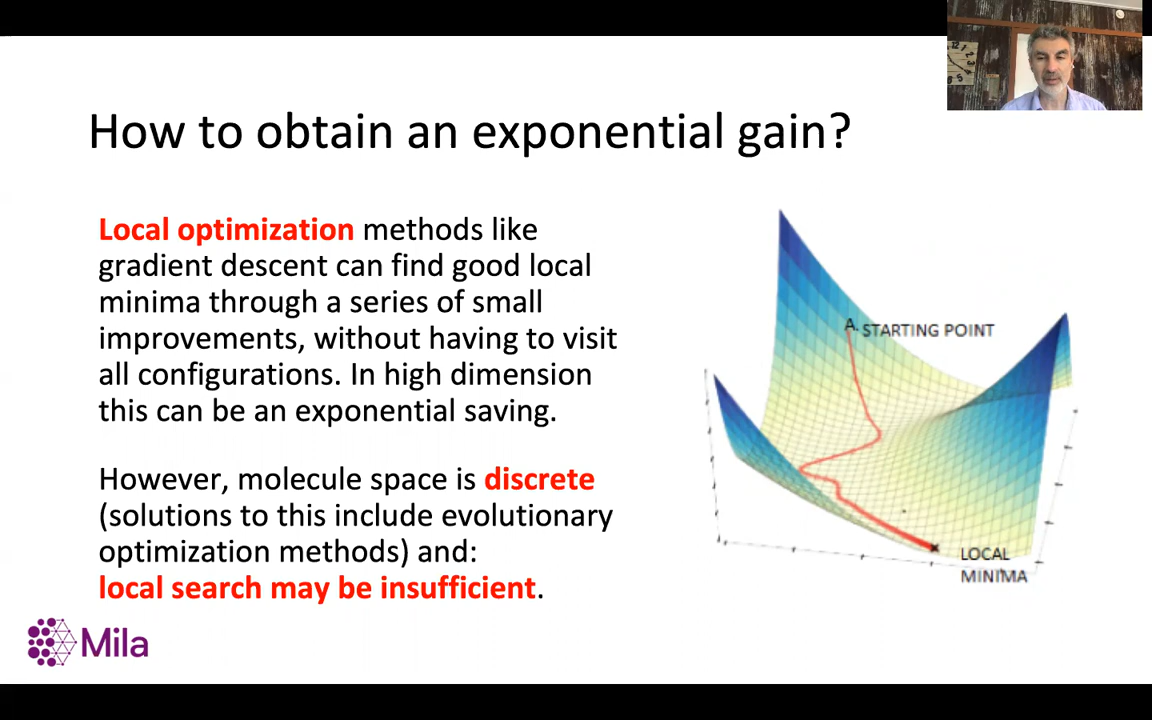 How to obtain an exponential gain?
Local optimization methods like
gradient descent can find good local
minima through a series of small
improvements, without having to visit
all configurations. In high dimension
this can be an exponential saving.
However, molecule space is discrete
(solutions to this include evolutionary
optimization methods) and:
local search may be insufficient.
A. STARTING POINT
LOCAL
MINIMA
Mila